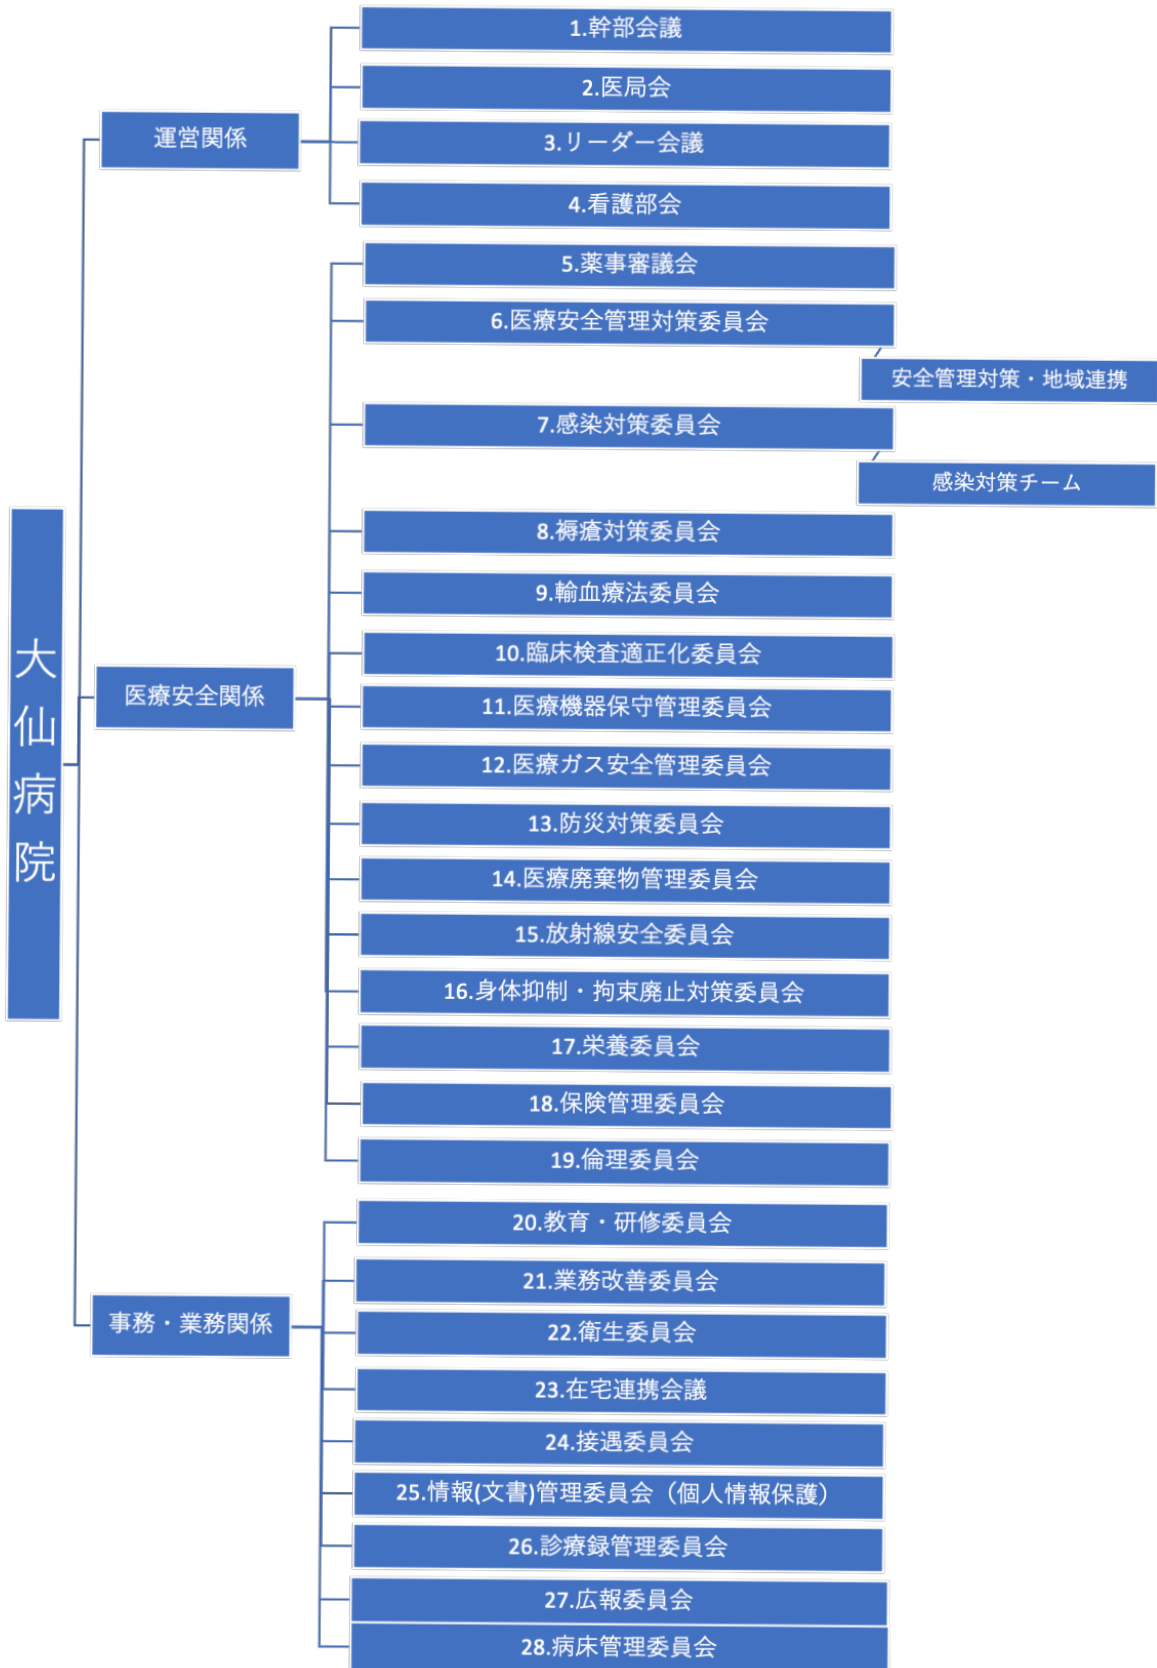 大仙病院
運営関係
1.幹部会議
2.医局会
3.リーダー会議
4.看護部会
医療安全関係
5.薬事審議会
6.医療安全管理対策委員会
安全管理対策・地域連携
7.感染対策委員会
感染対策チーム
8.褥瘡対策委員会
9.輸血療法委員会
10.臨床検査適正化委員会
11.医療機器保守管理委員会
12.医療ガス安全管理委員会
13.防災対策委員会
14.医療廃棄物管理委員会
15.放射線安全委員会
16.身体抑制・拘束廃止対策委員会
17.栄養委員会
18.保険管理委員会
19.倫理委員会
事務・業務関係
20.教育・研修委員会
21.業務改善委員会
22.衛生委員会
23.在宅連携会議
24.接遇委員会
25.情報(文書)管理委員会（個人情報保護）
26.診療録管理委員会
27.広報委員会
28.病床管理委員会